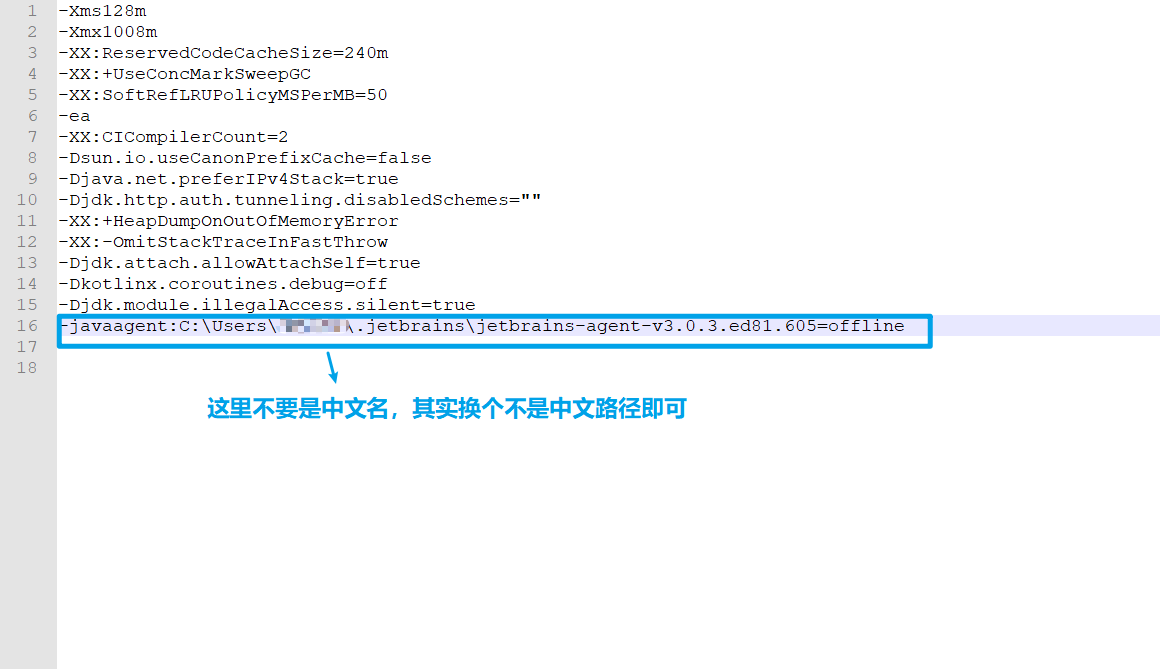 1 -Xms128m
2 -Xmx1008m
3 -XX:ReservedCodeCacheSize=240m
4 -XX:+UseConcMarkSweepGC
5 -XX:SoftRefLRUPolicyMSPerMB=50
6 -ea
7 -XX:CICompilerCount=2
8 -Dsun.io.useCanonPrefixCache=false
9 -Djava.net.preferIPv4Stack=true
10 -Djdk.http.auth.tunneling.disabledSchemes=""
11 -XX:+HeapDumpOnOutOfMemoryError
12 -XX:-OmitStackTraceInFastThrow
13 -Djdk.attach.allowAttachSelf=true
14 -Dkotlinx.coroutines.debug=off
15 -Djdk.module.illegalAccess.silent=true
16 -javaagent:C:\Users\ \.jetbrains\jetbrains-agent-v3.0.3.ed81.605=offline
17
18
这里不要是中文名，其实换个不是中文路径即可